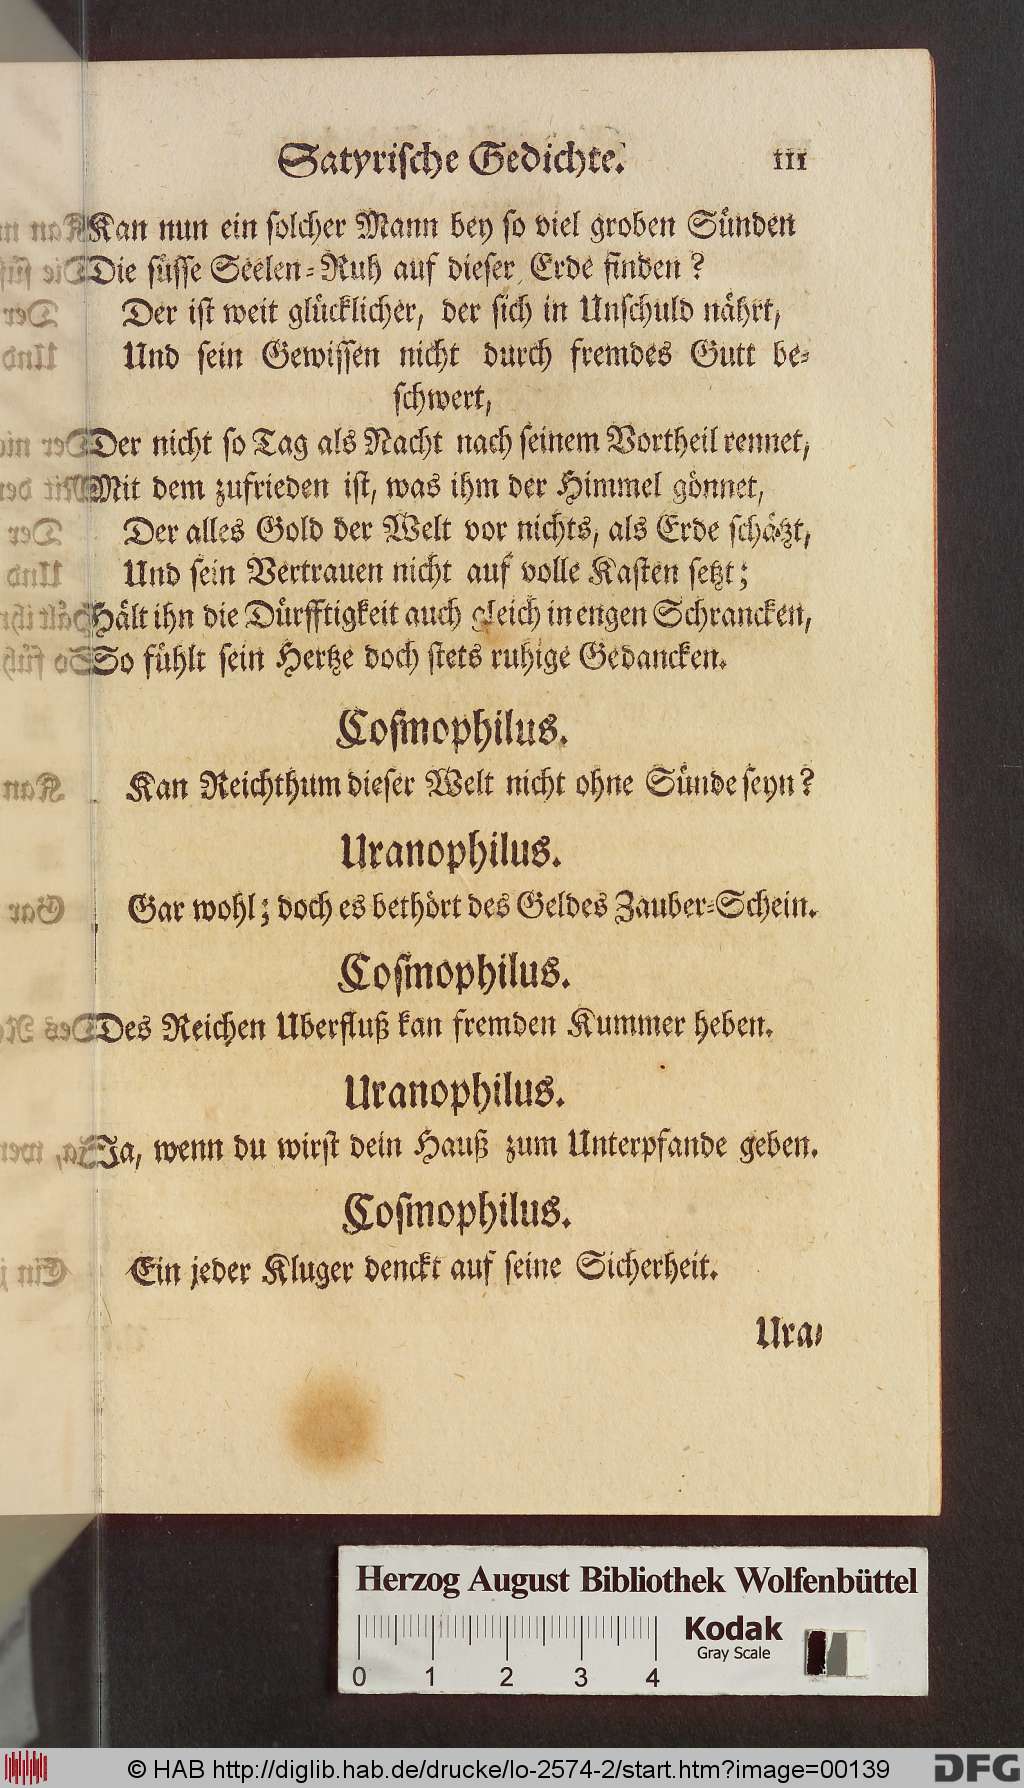 Satyrische Gedichte. 111
Kan nun ein solcher Mann bey so viel groben Sünden
Die süsse Seelen-Ruh auf dieser Erde finden?
Der ist weit glücklicher, der sich in Unschuld nährt,
Und sein Gewissen nicht durch fremdes Gutt be-
schwert,
Der nicht so Tag als Nacht nach seinem Vortheil rennet,
Mit dem zufrieden ist, was ihm der Himmel gönnet,
Der alles Gold der Welt vor nichts, als Erde schätzt,
Und sein Vertrauen nicht auf volle Kasten setzt;
Hält ihn die Dürfftigkeit auch gleich in engen Schrancken,
So fühlt sein Hertze doch stets ruhige Gedancken.
Cosmophilus.
Kan Reichthum dieser Welt nicht ohne Sünde seyn?
Uranophilus.
Gar wohl; doch es bethört des Geldes Zauber-Schein.
Cosmophilus.
Des Reichen Uberfluß kan fremden Kummer heben.
Uranophilus.
Ja, wenn du wirst dein Hauß zum Unterpfande geben.
Cosmophilus.
Ein jeder Kluger denckt auf seine Sicherheit.
Ura-
Herzog August Bibliothek Wolfenbüttel
Kodak
Gray Scale
0 1 2 3 4
© HAB http://diglib.hab.de/drucke/lo-2574-2/start.htm?image=00139
DFG